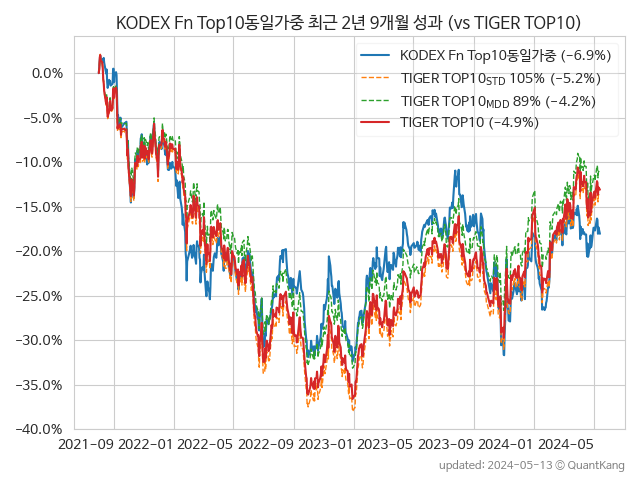 KODEX Fn Top10동일가중 최근 2년 9개월 성과 (vs TIGER TOP10)
KODEX Fn Top10동일가중 (−6.9%)
TIGER TOP10STD 105% (−5.2%)
TIGER TOP10MDD 89% (−4.2%)
TIGER TOP10 (−4.9%)
0.0%
−5.0%
−10.0%
−15.0%
−20.0%
−25.0%
−30.0%
−35.0%
−40.0%
2021-09 2022-01 2022-05 2022-09 2023-01 2023-05 2023-09 2024-01 2024-05
updated: 2024-05-13 ⓒ QuantKang